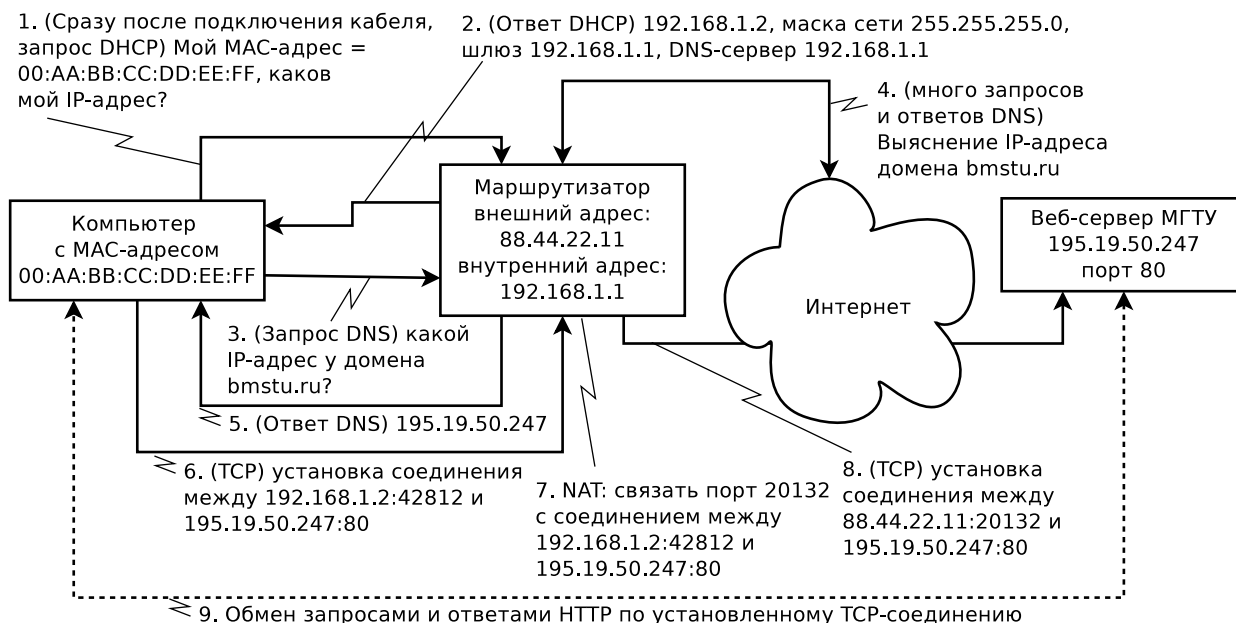 1. (Сразу после подключения кабеля,
запрос DHCP) Мой MAC-адрес =
00:AA:BB:CC:DD:EE:FF, каков
мой IP-адрес?
2. (Ответ DHCP) 192.168.1.2, маска сети 255.255.255.0,
шлюз 192.168.1.1, DNS-сервер 192.168.1.1
4. (много запросов
и ответов DNS)
Выяснение IP-адреса
домена bmstu.ru
Компьютер
с MAC-адресом
00:AA:BB:CC:DD:EE:FF
Маршрутизатор
внешний адрес:
88.44.22.11
внутренний адрес:
192.168.1.1
Интернет
Веб-сервер МГТУ
195.19.50.247
порт 80
3. (Запрос DNS) какой
IP-адрес у домена
bmstu.ru?
5. (Ответ DNS) 195.19.50.247
6. (TCP) установка соединения
между 192.168.1.2:42812 и
195.19.50.247:80
7. NAT: связать порт 20132
с соединением между
192.168.1.2:42812 и
195.19.50.247:80
8. (TCP) установка
соединения между
88.44.22.11:20132 и
195.19.50.247:80
9. Обмен запросами и ответами HTTP по установленному TCP-соединению